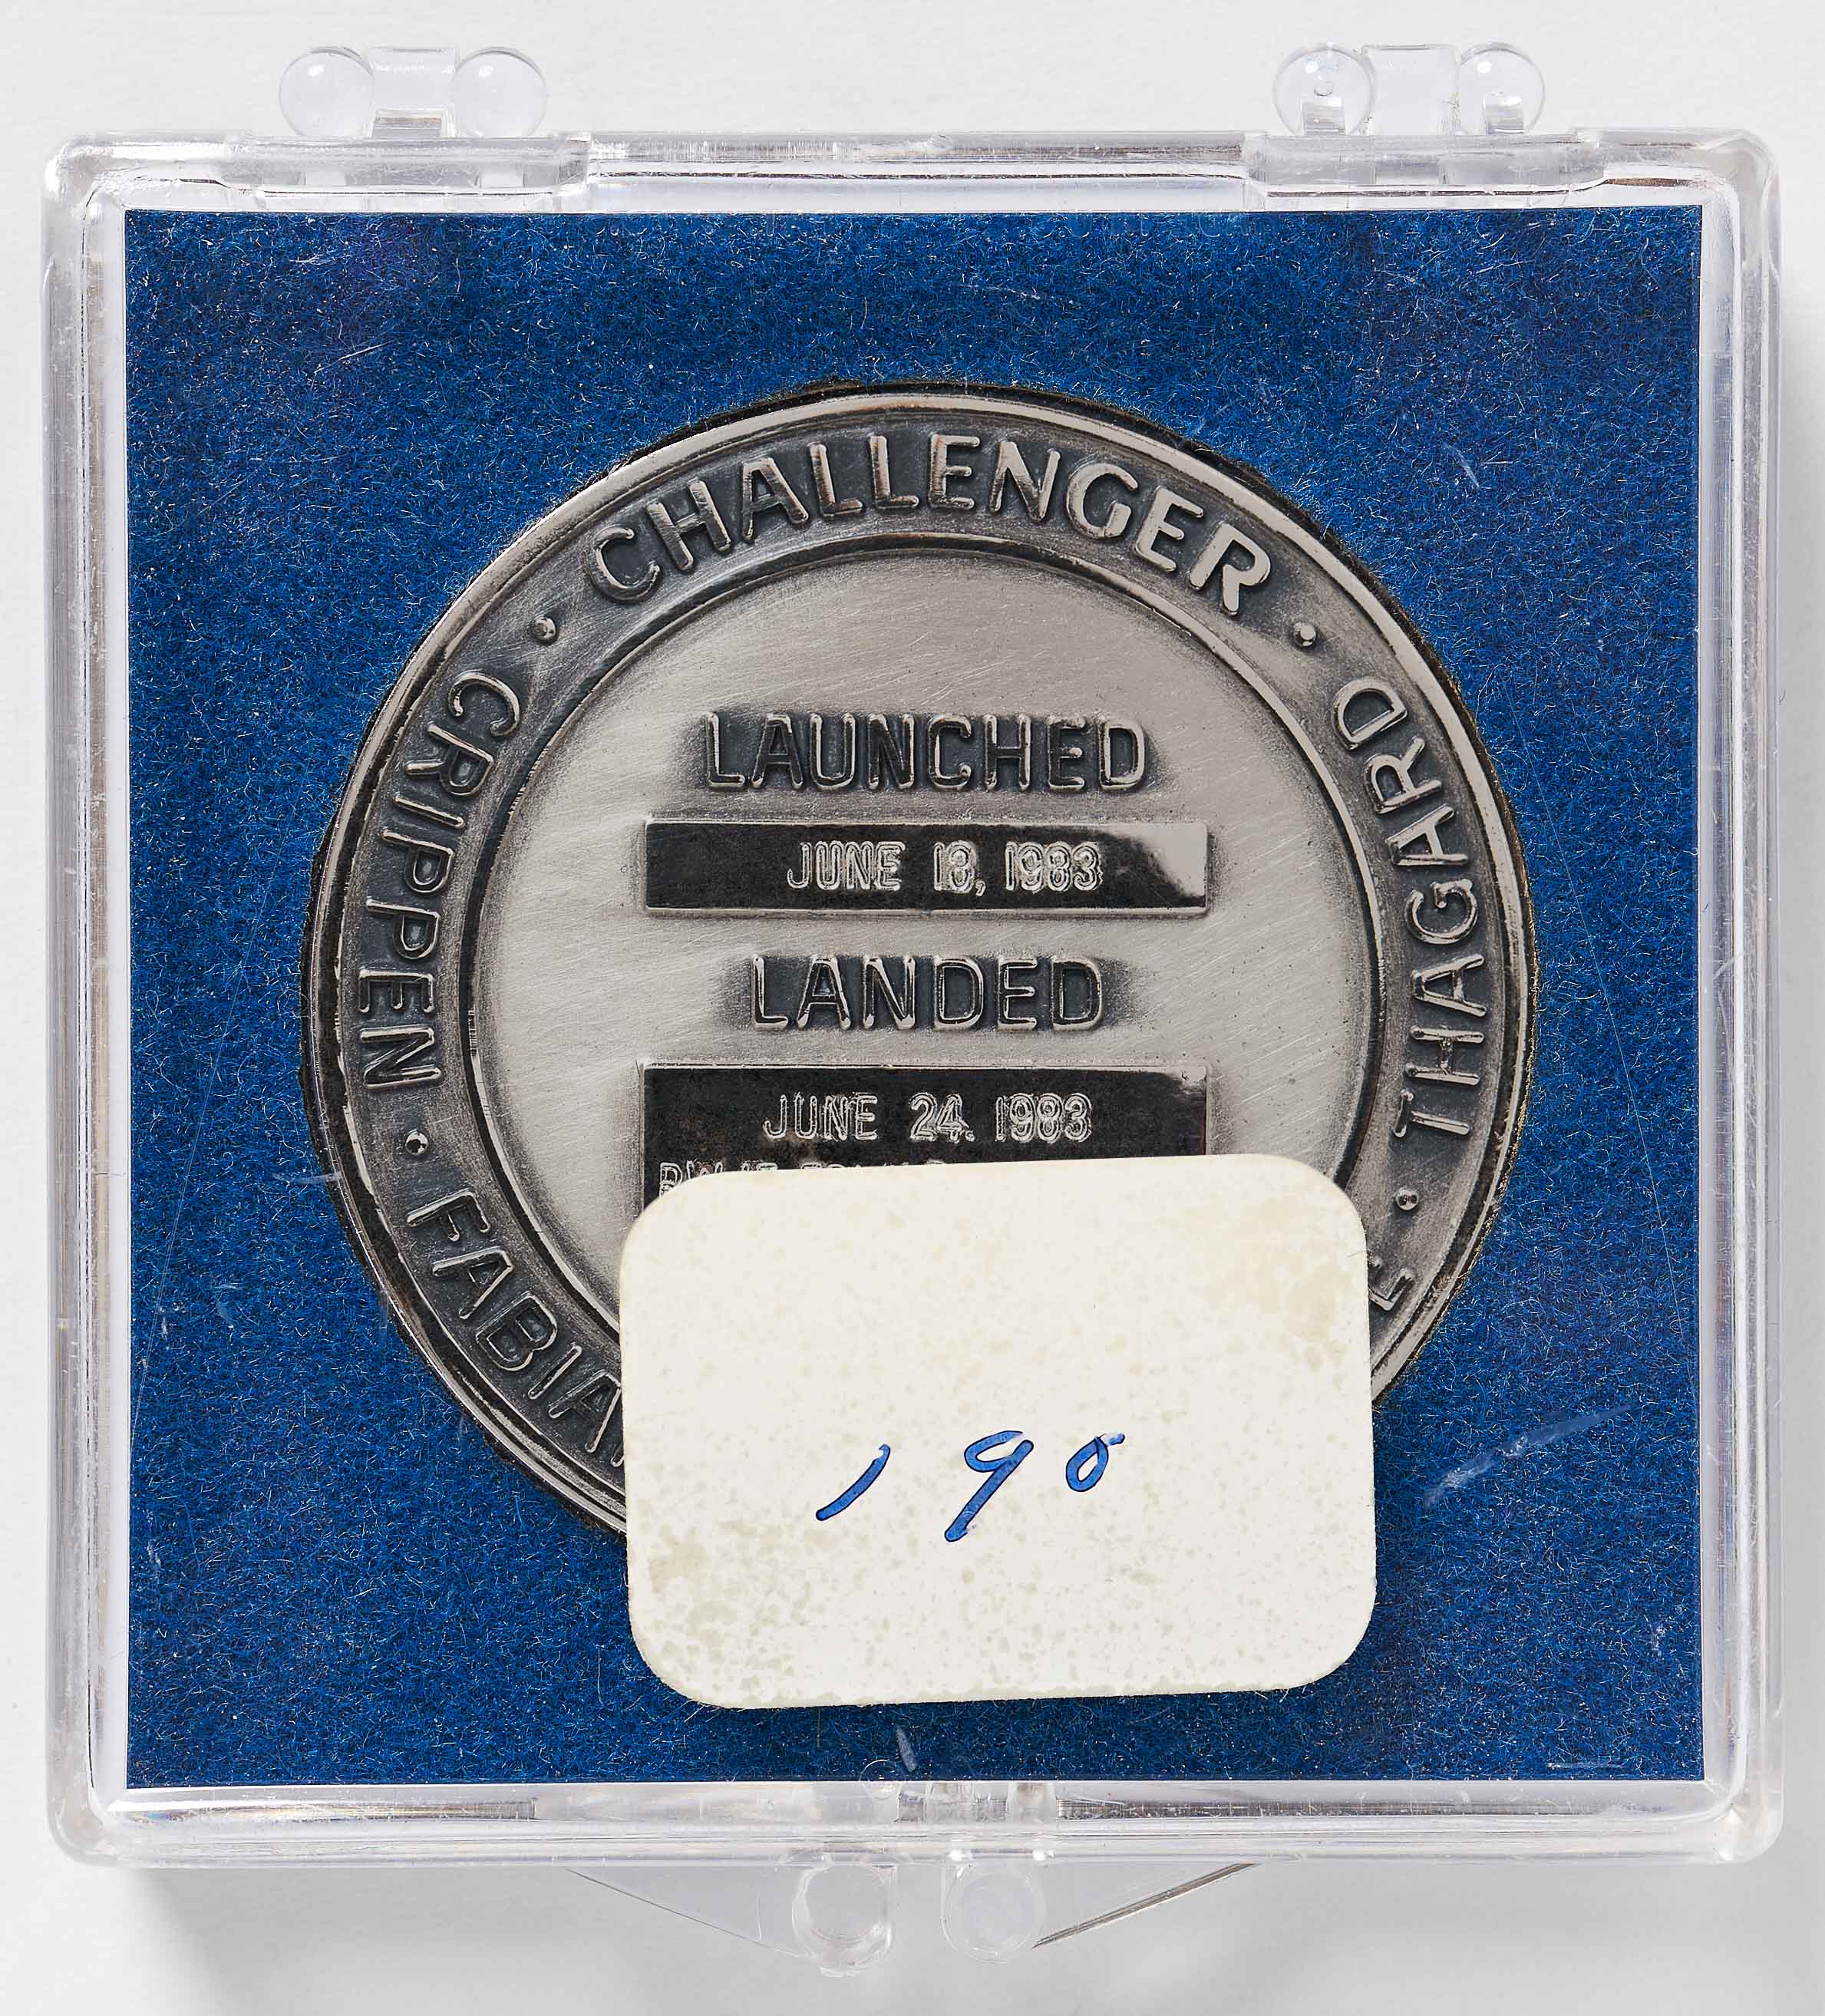 CHALLENGER · THAGARD ·
CRIPPEN · FABIA
LAUNCHED
JUNE 18, 1983
LANDED
JUNE 24. 1983
190